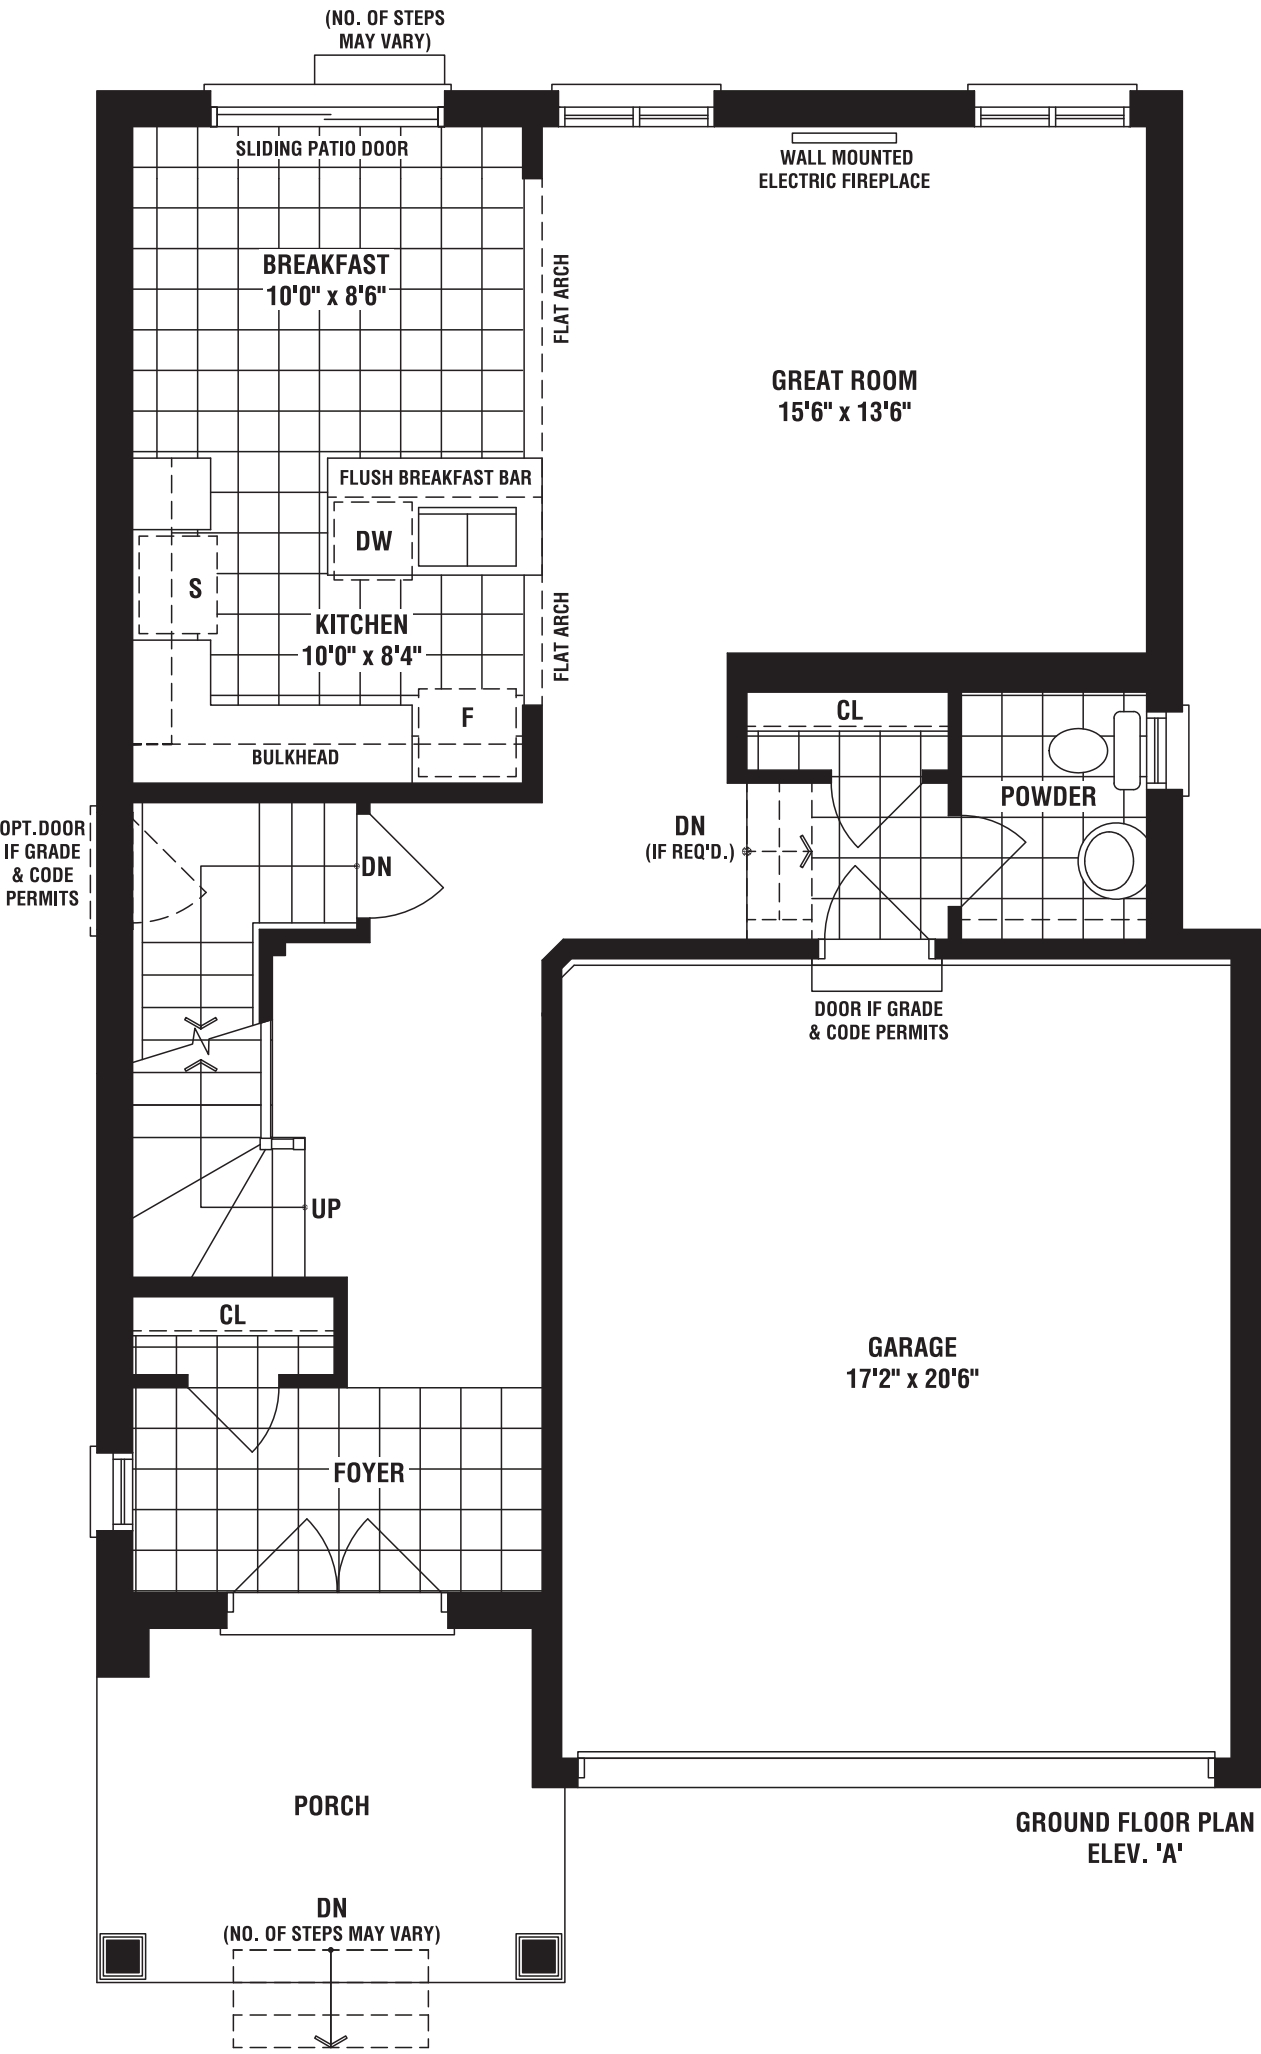 (NO. OF STEPS
MAY VARY)
SLIDING PATIO DOOR
WALL MOUNTED
ELECTRIC FIREPLACE
BREAKFAST
10'0" x 8'6"
FLAT ARCH
GREAT ROOM
15'6" x 13'6"
FLUSH BREAKFAST BAR
DW
S
KITCHEN
10'0" x 8'4"
FLAT ARCH
F
BULKHEAD
CL
POWDER
OPT.DOOR
IF GRADE
& CODE
PERMITS
DN
DN
(IF REQ'D.)
DOOR IF GRADE
& CODE PERMITS
UP
CL
GARAGE
17'2" x 20'6"
FOYER
PORCH
GROUND FLOOR PLAN
ELEV. 'A'
DN
(NO. OF STEPS MAY VARY)